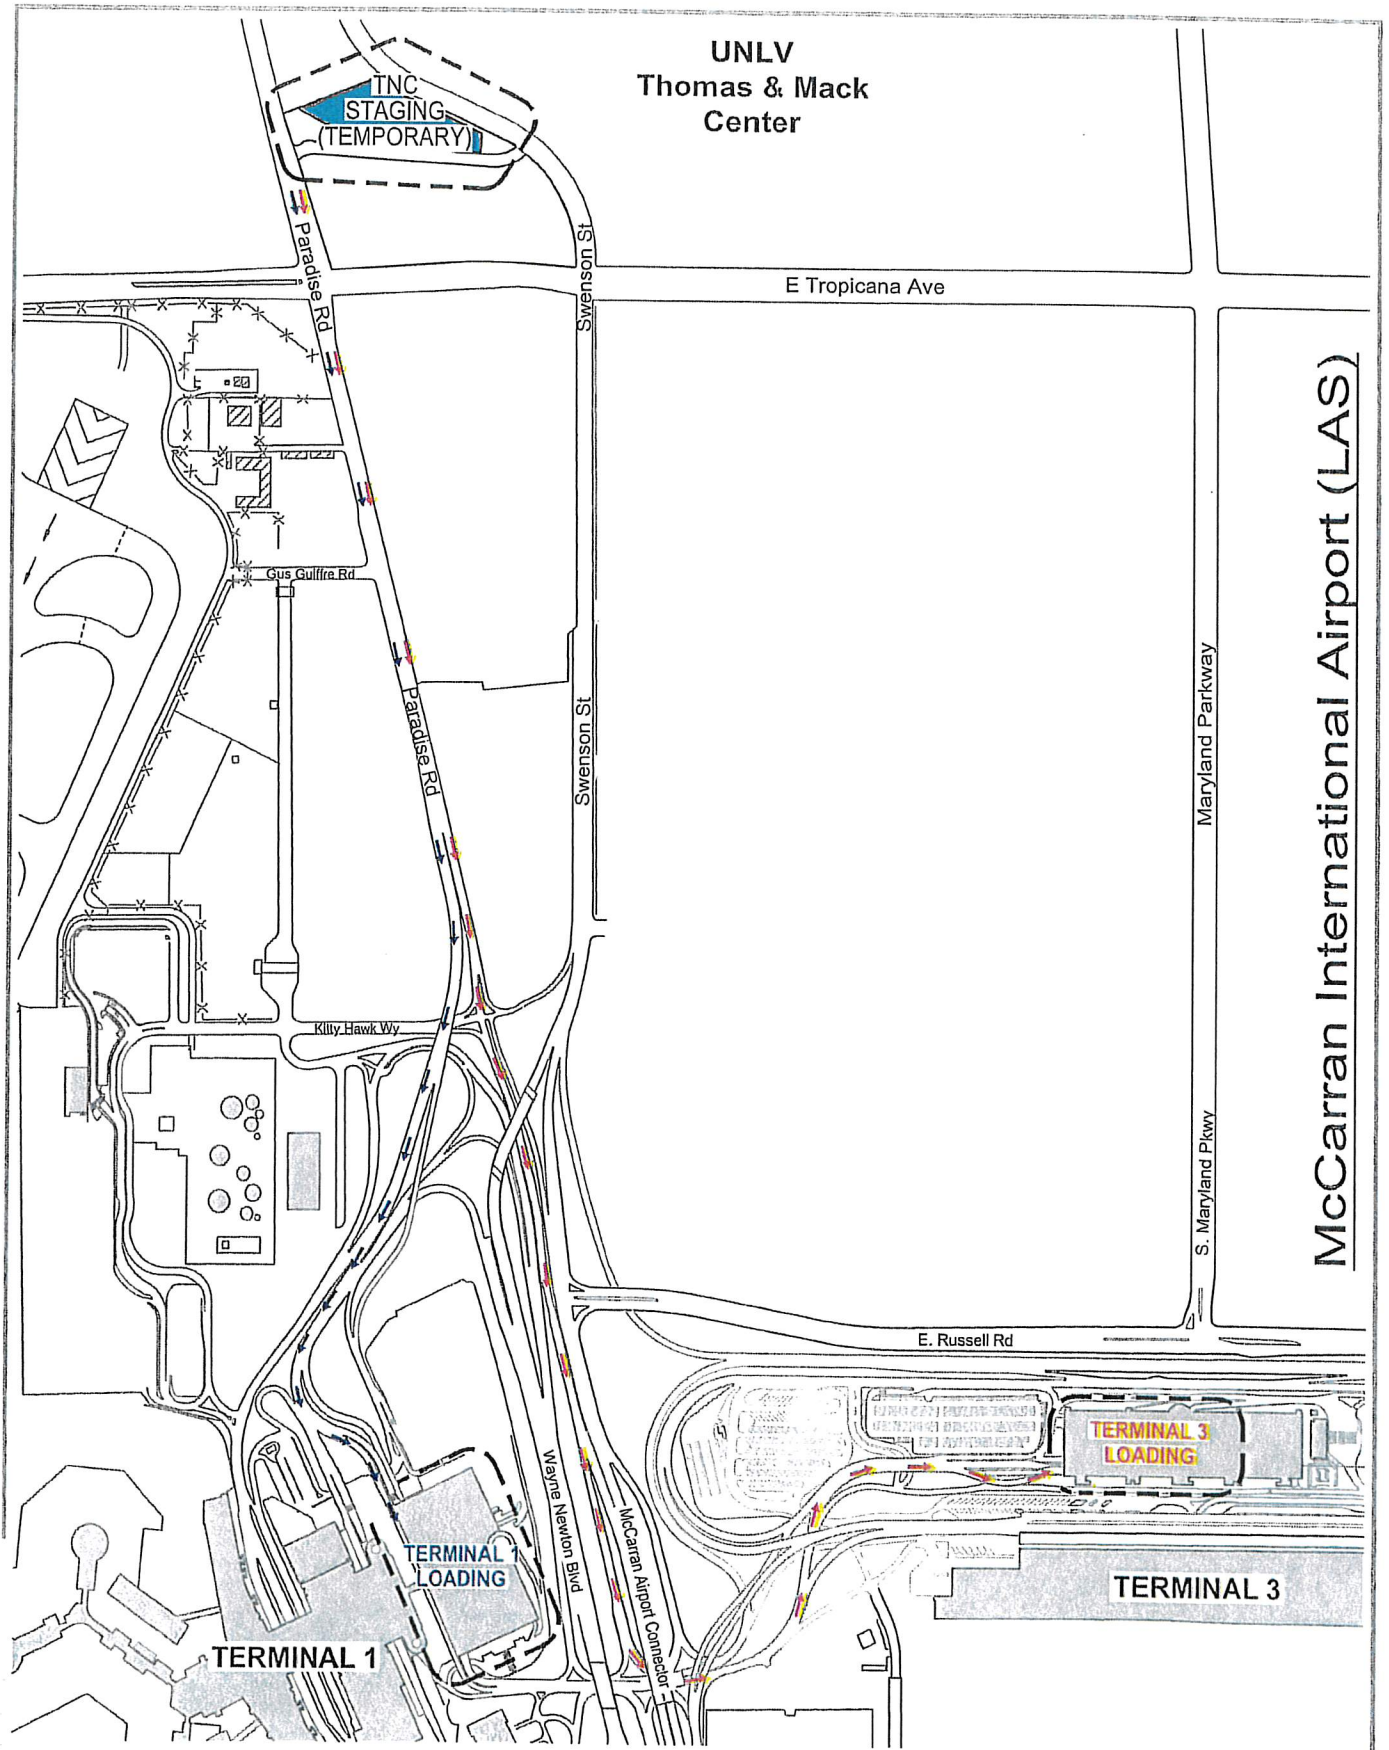 UNLV
Thomas & Mack
Center
TNC
STAGING
(TEMPORARY)
Paradise Rd
Swenson St
E Tropicana Ave
Gus Guiffre Rd
Paradise Rd
Swenson St
Maryland Parkway
McCarran International Airport (LAS)
Kitty Hawk Wy
S. Maryland Pkwy
E. Russell Rd
TERMINAL 3
LOADING
Wayne Newton Blvd
McCarran Airport Connector
TERMINAL 1
LOADING
TERMINAL 3
TERMINAL 1